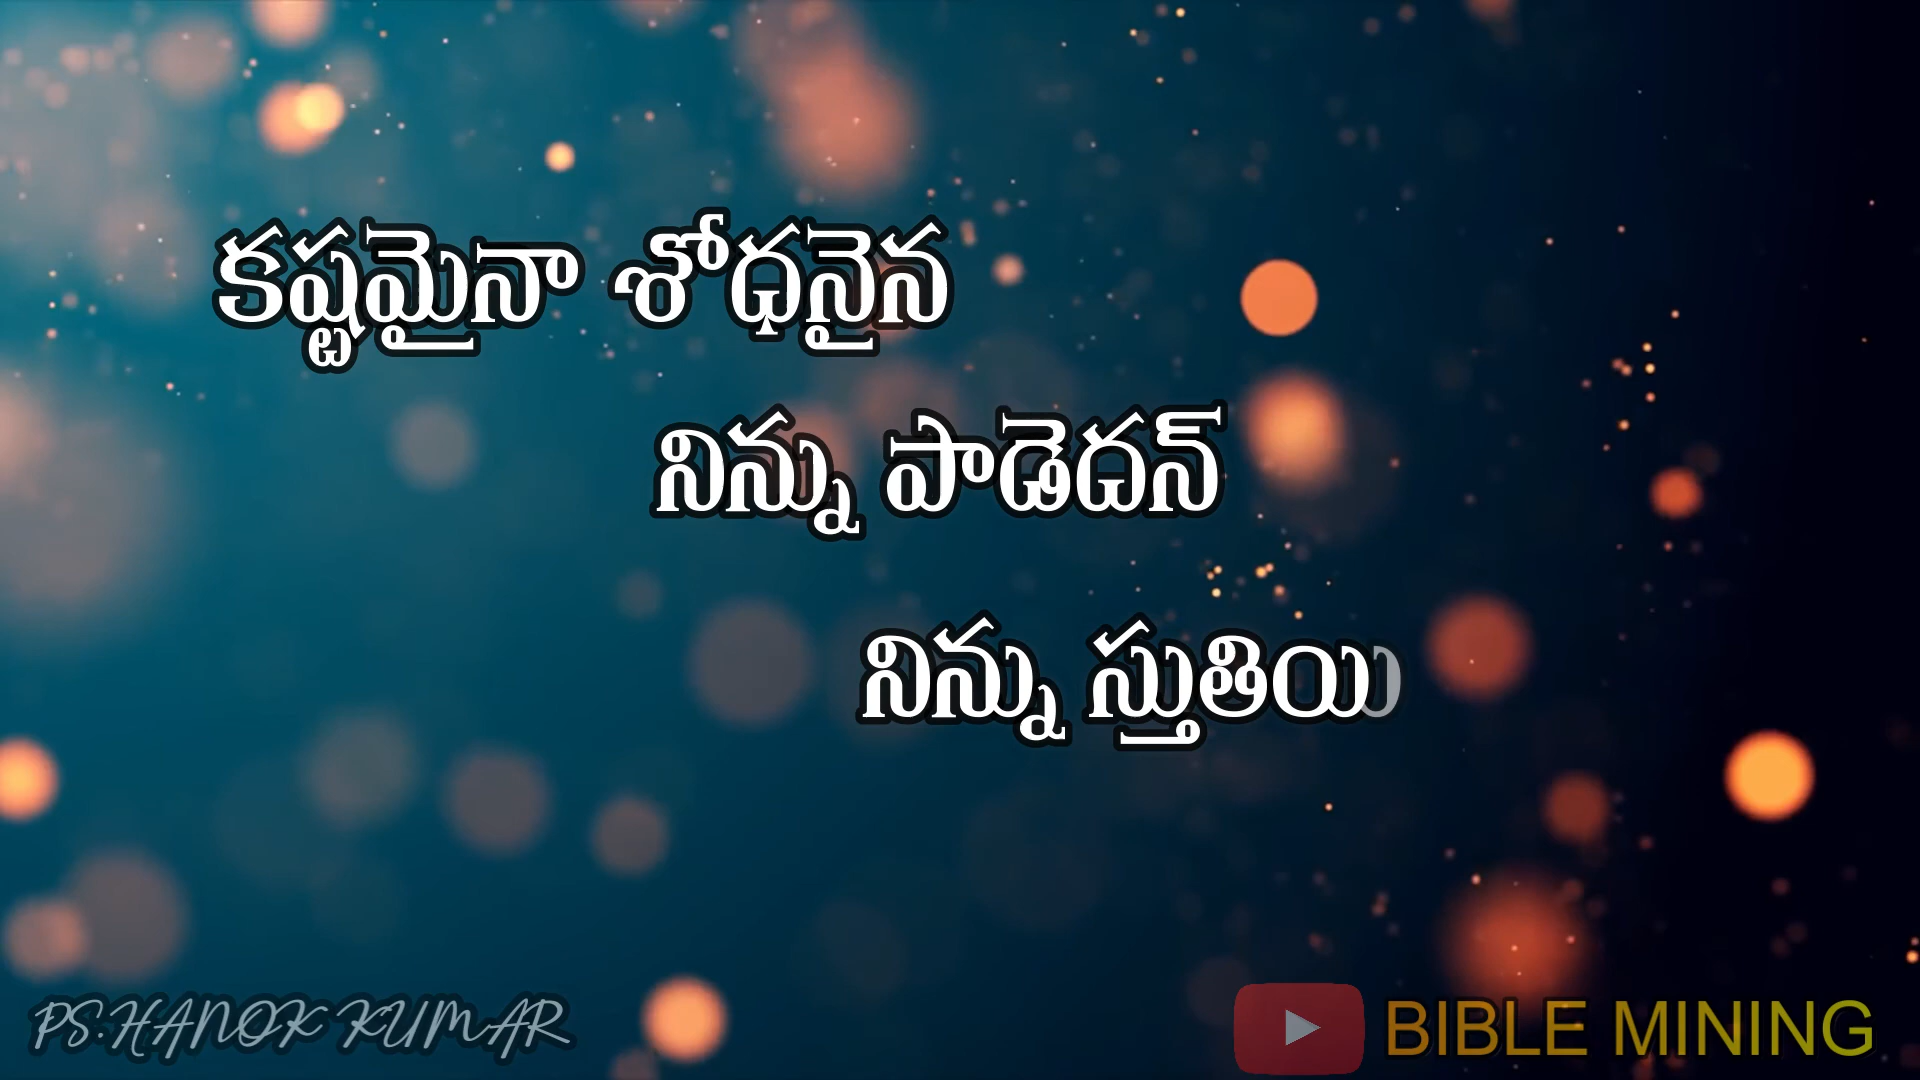 కష్టమైనా శోధనైన
నిన్ను పాడెదన్
నిన్ను స్తుతియి
PS.HANOK KUMAR
BIBLE MINING